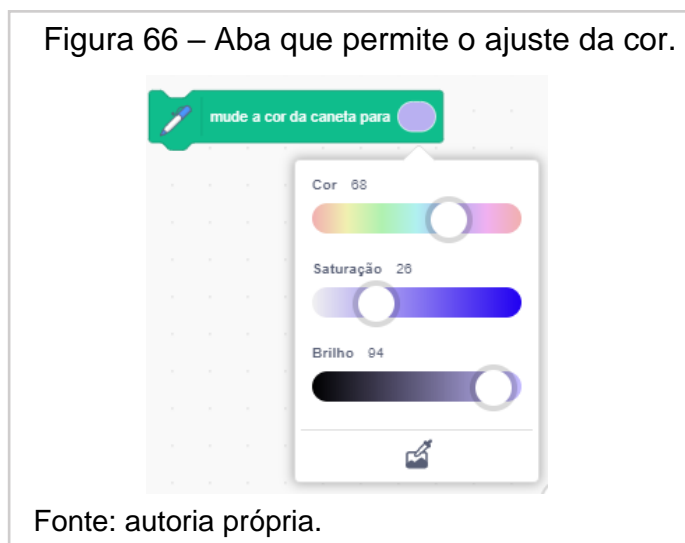 Figura 66 – Aba que permite o ajuste da cor.
mude a cor da caneta para
Cor 68
Saturação 26
Brilho 94
Fonte: autoria própria.